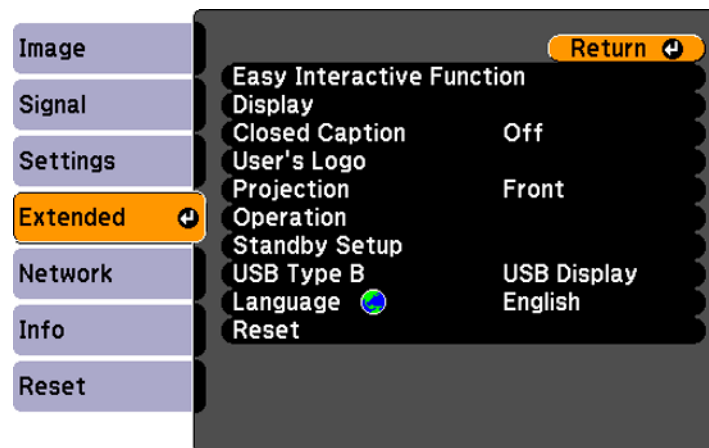 Image
Signal
Settings
Extended
Network
Info
Reset
Return
Easy Interactive Function
Display
Closed Caption Off
User's Logo
Projection Front
Operation
Standby Setup
USB Type B USB Display
Language English
Reset